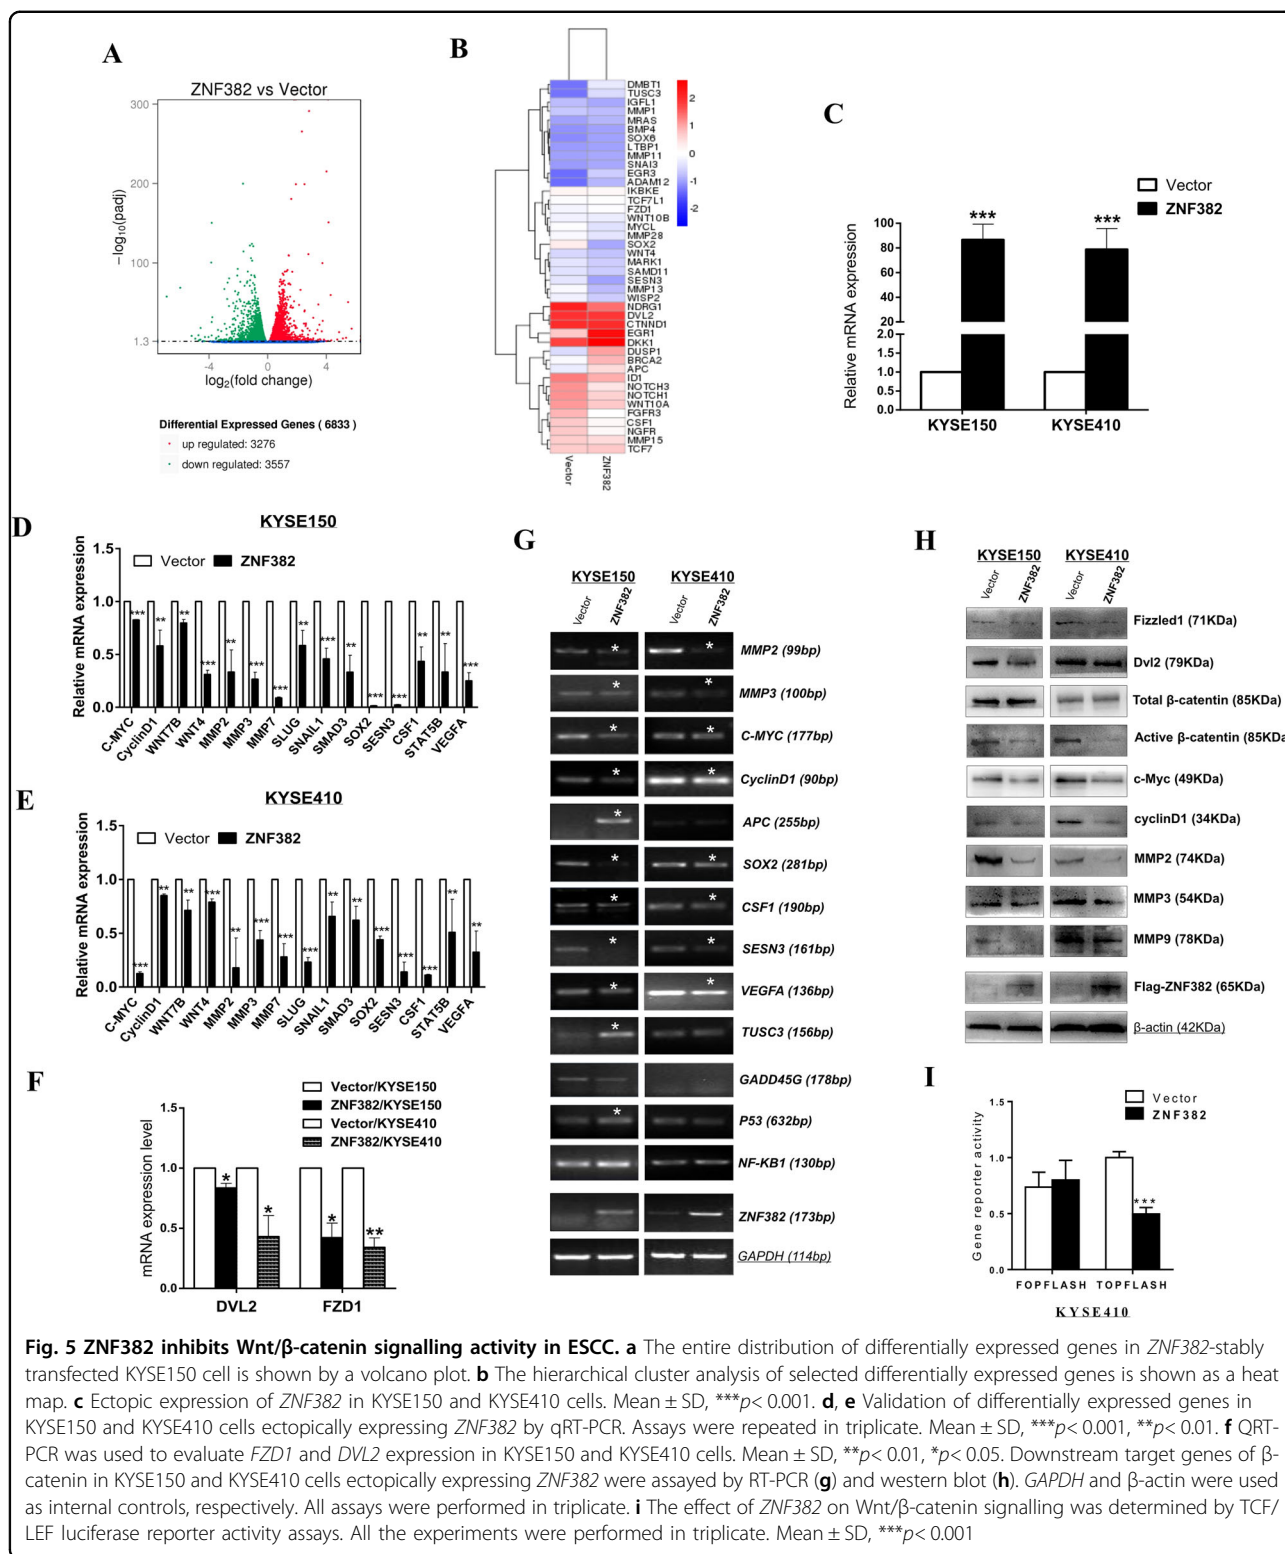 A
ZNF382 vs Vector
300
200
100
1.3
-log10(padj)
-4
0
4
log2(fold change)
Differential Expressed Genes ( 6833 )
up regulated: 3276
down regulated: 3557
B
DMBT1
TUSC3
IGFL1
MMP1
MRAS
BMP4
SOX6
LTBP1
MMP11
SNAI3
EGR3
ADAM12
IKBKE
TCF7L1
FZD1
WNT10B
MYCL
MMP28
SOX2
WNT4
MARK1
SAMD11
SESN3
MMP13
WISP2
NDRG1
DVL2
CTNND1
EGR1
DKK1
DUSP1
BRCA2
APC
ID1
NOTCH3
NOTCH1
WNT10A
FGFR3
CSF1
NGFR
MMP15
TCF7
Vector
ZNF382
2
1
0
-1
-2
C
Vector
ZNF382
Relative mRNA expression
100
80
60
40
20
2.0
1.5
1.0
0.5
0.0
***
***
KYSE150
KYSE410
D
KYSE150
Vector
ZNF382
Relative mRNA expression
1.5
1.0
0.5
0.0
*** ** ** *** ** *** *** ** *** ** *** *** ** ** ***
C-MYC CyclinD1 WNT7B WNT4 MMP2 MMP3 MMP7 SLUG SNAIL1 SMAD3 SOX2 SESN3 CSF1 STAT5B VEGFA
E
KYSE410
Vector
ZNF382
Relative mRNA expression
1.5
1.0
0.5
0.0
*** ** ** *** ** *** *** *** ** ** *** ** *** ** **
C-MYC CyclinD1 WNT7B WNT4 MMP2 MMP3 MMP7 SLUG SNAIL1 SMAD3 SOX2 SESN3 CSF1 STAT5B VEGFA
F
Vector/KYSE150
ZNF382/KYSE150
Vector/KYSE410
ZNF382/KYSE410
mRNA expression level
1.5
1.0
0.5
0.0
* * * **
DVL2
FZD1
G
KYSE150
KYSE410
Vector ZNF382 Vector ZNF382
* * MMP2 (99bp)
* * MMP3 (100bp)
* * C-MYC (177bp)
* * CyclinD1 (90bp)
* APC (255bp)
* * SOX2 (281bp)
* * CSF1 (190bp)
* * SESN3 (161bp)
* * VEGFA (136bp)
* TUSC3 (156bp)
GADD45G (178bp)
* P53 (632bp)
NF-KB1 (130bp)
ZNF382 (173bp)
GAPDH (114bp)
H
KYSE150
KYSE410
Vector ZNF382 Vector ZNF382
Fizzled1 (71KDa)
Dvl2 (79KDa)
Total β-catentin (85KDa)
Active β-catentin (85KDa
c-Myc (49KDa)
cyclinD1 (34KDa)
MMP2 (74KDa)
MMP3 (54KDa)
MMP9 (78KDa)
Flag-ZNF382 (65KDa)
β-actin (42KDa)
I
Vector
ZNF382
Gene reporter activity
1.5
1.0
0.5
0.0
***
FOPFLASH TOPFLASH
KYSE410
Fig. 5 ZNF382 inhibits Wnt/β-catenin signalling activity in ESCC. a The entire distribution of differentially expressed genes in ZNF382-stably
transfected KYSE150 cell is shown by a volcano plot. b The hierarchical cluster analysis of selected differentially expressed genes is shown as a heat
map. c Ectopic expression of ZNF382 in KYSE150 and KYSE410 cells. Mean ± SD, ***p< 0.001. d, e Validation of differentially expressed genes in
KYSE150 and KYSE410 cells ectopically expressing ZNF382 by qRT-PCR. Assays were repeated in triplicate. Mean ± SD, ***p< 0.001, **p< 0.01. f QRT-
PCR was used to evaluate FZD1 and DVL2 expression in KYSE150 and KYSE410 cells. Mean ± SD, **p< 0.01, *p< 0.05. Downstream target genes of β-
catenin in KYSE150 and KYSE410 cells ectopically expressing ZNF382 were assayed by RT-PCR (g) and western blot (h). GAPDH and β-actin were used
as internal controls, respectively. All assays were performed in triplicate. i The effect of ZNF382 on Wnt/β-catenin signalling was determined by TCF/
LEF luciferase reporter activity assays. All the experiments were performed in triplicate. Mean ± SD, ***p< 0.001